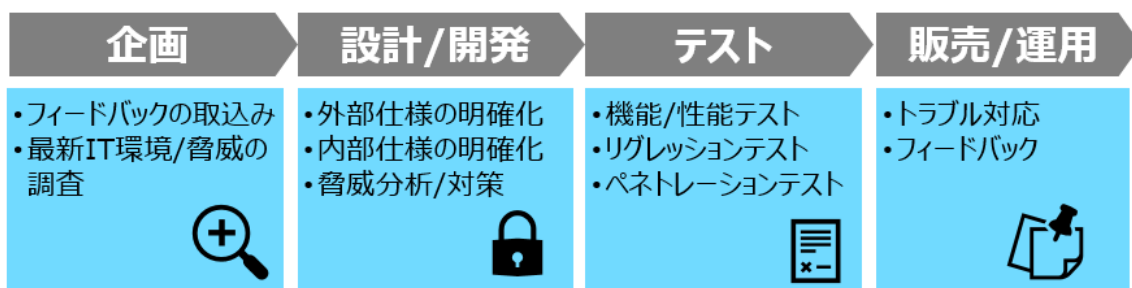 企画
・フィードバックの取込み
・最新IT環境/脅威の
調査
設計/開発
・外部仕様の明確化
・内部仕様の明確化
・脅威分析/対策
テスト
・機能/性能テスト
・リグレッションテスト
・ペネトレーションテスト
販売/運用
・トラブル対応
・フィードバック